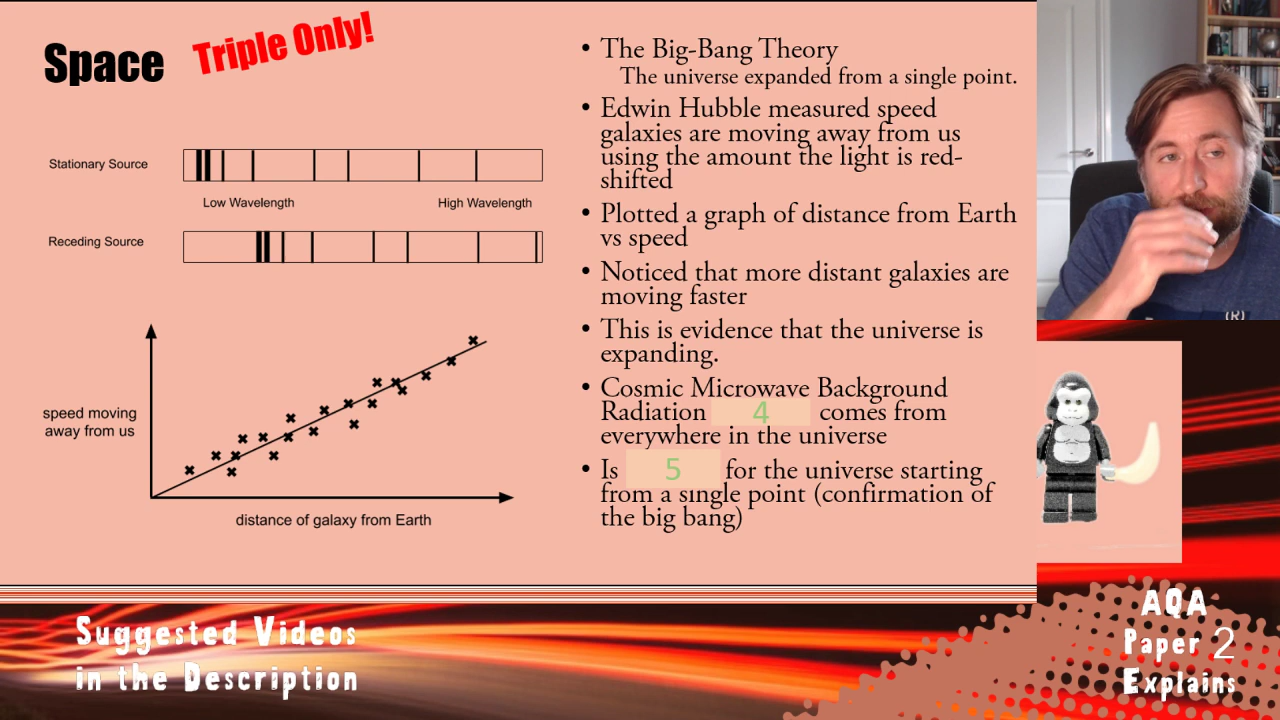 Space
Triple Only!
Stationary Source
Low Wavelength
High Wavelength
Receding Source
speed moving
away from us
distance of galaxy from Earth
• The Big-Bang Theory
The universe expanded from a single point.
• Edwin Hubble measured speed
galaxies are moving away from us
using the amount the light is red-
shifted
• Plotted a graph of distance from Earth
vs speed
• Noticed that more distant galaxies are
moving faster
• This is evidence that the universe is
expanding.
• Cosmic Microwave Background
Radiation 4 comes from
everywhere in the universe
• Is 5 for the universe starting
from a single point (confirmation of
the big bang)
(R)
Suggested Videos
in the Description
AQA
Paper 2
Explains